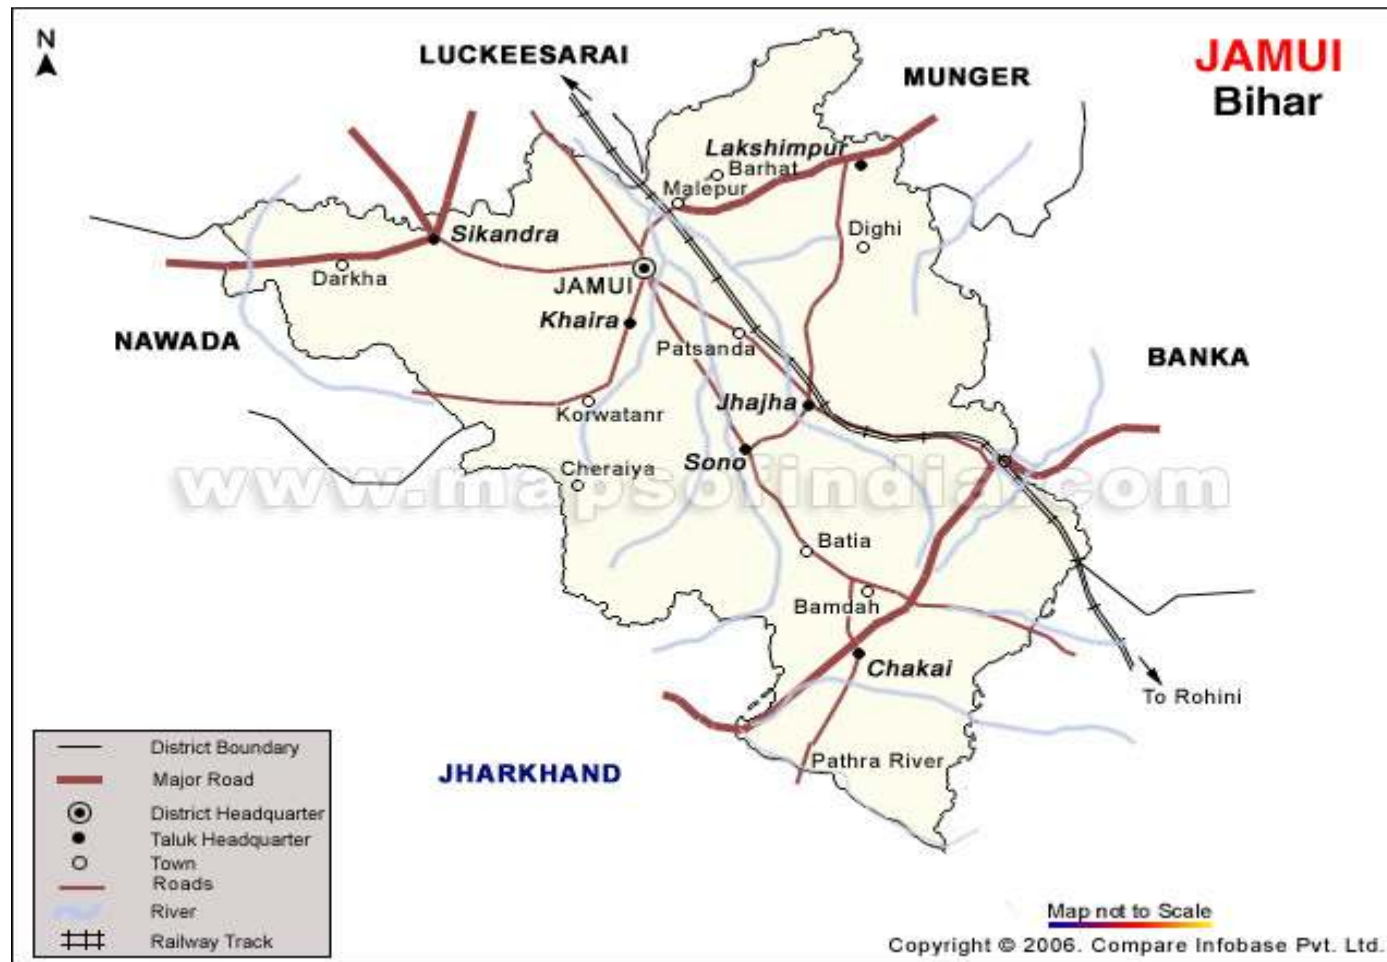 N
LUCKEESARAI
MUNGER
JAMUI
Bihar
Lakshimpur
Barhat
Malepur
Sikandra
Dighi
Darkha
JAMUI
Khaira
NAWADA
Patsanda
BANKA
Jhajha
Korwatanr
Sono
Cheraiya
www.mapsofindia.com
Batia
Bamdah
Chakai
To Rohini
Pathra River
JHARKHAND
District Boundary
Major Road
District Headquarter
Taluk Headquarter
Town
Roads
River
Railway Track
Map not to Scale
Copyright © 2006. Compare Infobase Pvt. Ltd.